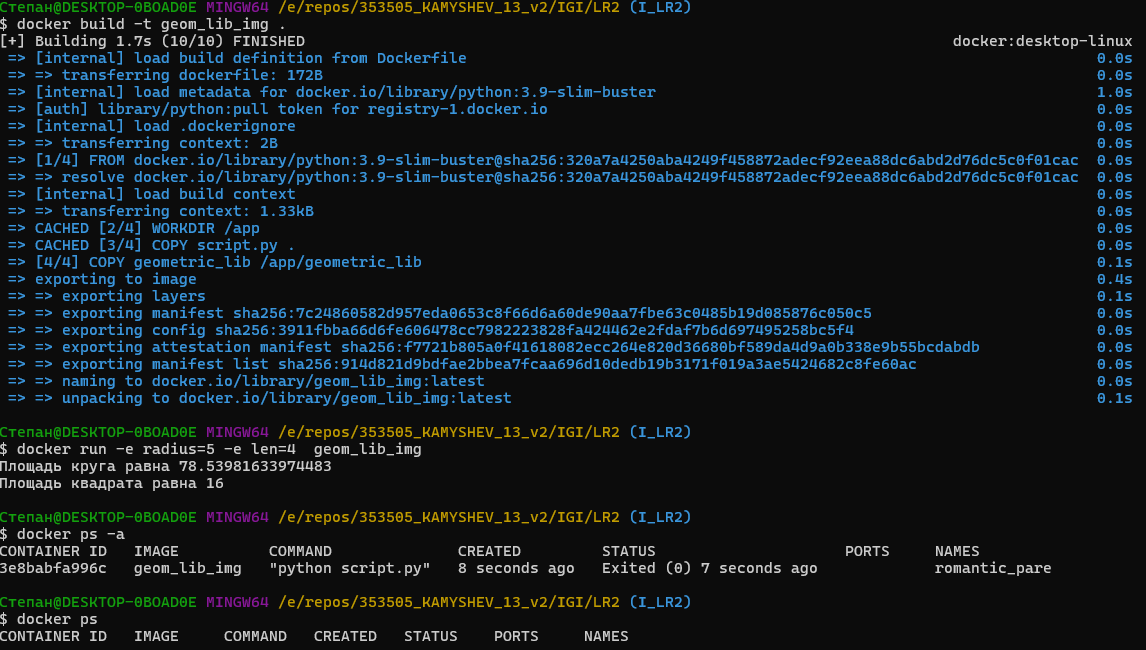 Степан@DESKTOP-0BOAD0E MINGW64 /e/repos/353505_KAMYSHEV_13_v2/IGI/LR2 (I_LR2)
$ docker build -t geom_lib_img .
[+] Building 1.7s (10/10) FINISHED docker:desktop-linux
=> [internal] load build definition from Dockerfile 0.0s
=> => transferring dockerfile: 172B 0.0s
=> [internal] load metadata for docker.io/library/python:3.9-slim-buster 1.0s
=> [auth] library/python:pull token for registry-1.docker.io 0.0s
=> [internal] load .dockerignore 0.0s
=> => transferring context: 2B 0.0s
=> [1/4] FROM docker.io/library/python:3.9-slim-buster@sha256:320a7a4250aba4249f458872adecf92eea88dc6abd2d76dc5c0f01cac 0.0s
=> => resolve docker.io/library/python:3.9-slim-buster@sha256:320a7a4250aba4249f458872adecf92eea88dc6abd2d76dc5c0f01cac 0.0s
=> [internal] load build context 0.0s
=> => transferring context: 1.33kB 0.0s
=> CACHED [2/4] WORKDIR /app 0.0s
=> CACHED [3/4] COPY script.py . 0.0s
=> [4/4] COPY geometric_lib /app/geometric_lib 0.1s
=> exporting to image 0.4s
=> => exporting layers 0.1s
=> => exporting manifest sha256:7c24860582d957eda0653c8f66d6a60de90aa7fbe63c0485b19d085876c050c5 0.0s
=> => exporting config sha256:3911fbba66d6fe606478cc7982223828fa424462e2fdaf7b6d697495258bc5f4 0.0s
=> => exporting attestation manifest sha256:f7721b805a0f41618082ecc264e820d36680bf589da4d9a0b338e9b55bcdabdb 0.0s
=> => exporting manifest list sha256:914d821d9bdfae2bbea7fcaa696d10dedb19b3171f019a3ae5424682c8fe60ac 0.0s
=> => naming to docker.io/library/geom_lib_img:latest 0.0s
=> => unpacking to docker.io/library/geom_lib_img:latest 0.1s
Степан@DESKTOP-0BOAD0E MINGW64 /e/repos/353505_KAMYSHEV_13_v2/IGI/LR2 (I_LR2)
$ docker run -e radius=5 -e len=4  geom_lib_img
Площадь круга равна 78.53981633974483
Площадь квадрата равна 16
Степан@DESKTOP-0BOAD0E MINGW64 /e/repos/353505_KAMYSHEV_13_v2/IGI/LR2 (I_LR2)
$ docker ps -a
CONTAINER ID IMAGE COMMAND CREATED STATUS PORTS NAMES
3e8babfa996c geom_lib_img "python script.py" 8 seconds ago Exited (0) 7 seconds ago romantic_pare
Степан@DESKTOP-0BOAD0E MINGW64 /e/repos/353505_KAMYSHEV_13_v2/IGI/LR2 (I_LR2)
$ docker ps
CONTAINER ID IMAGE COMMAND CREATED STATUS PORTS NAMES